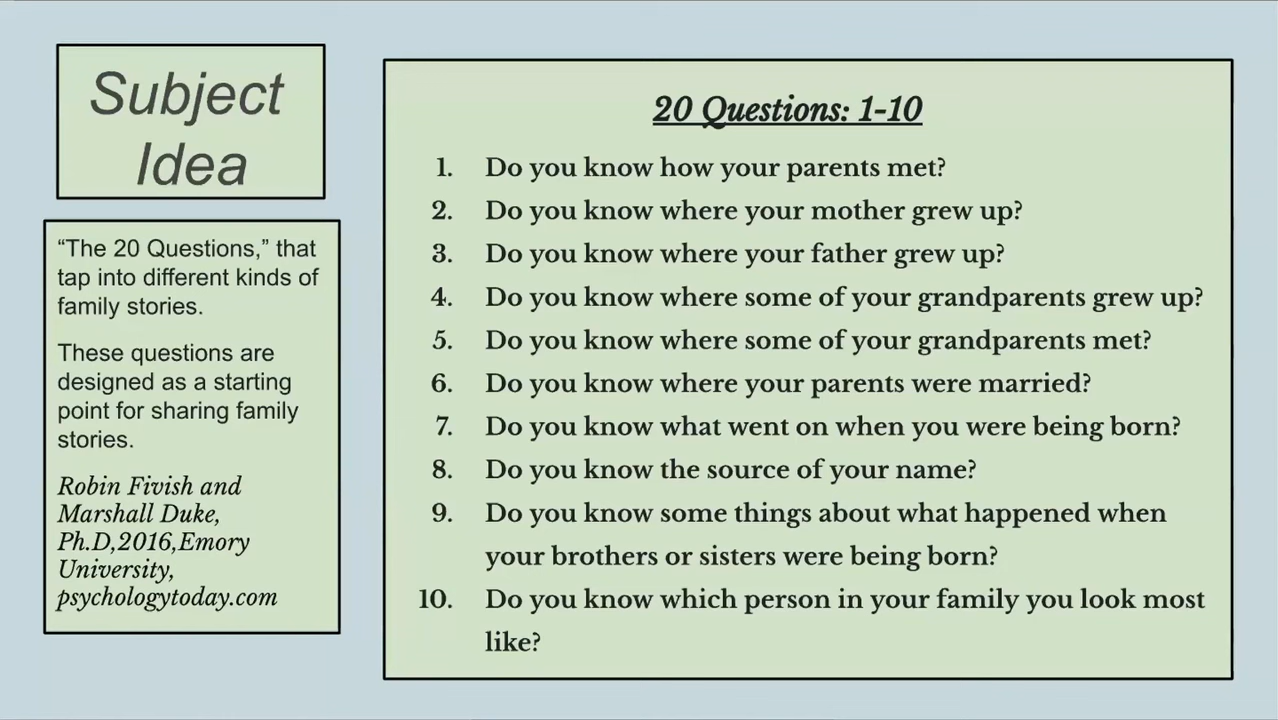 Subject
Idea
“The 20 Questions,” that
tap into different kinds of
family stories.
These questions are
designed as a starting
point for sharing family
stories.
Robin Fivish and
Marshall Duke,
Ph.D,2016,Emory
University,
psychologytoday.com
20 Questions: 1-10
1. Do you know how your parents met?
2. Do you know where your mother grew up?
3. Do you know where your father grew up?
4. Do you know where some of your grandparents grew up?
5. Do you know where some of your grandparents met?
6. Do you know where your parents were married?
7. Do you know what went on when you were being born?
8. Do you know the source of your name?
9. Do you know some things about what happened when
your brothers or sisters were being born?
10. Do you know which person in your family you look most
like?